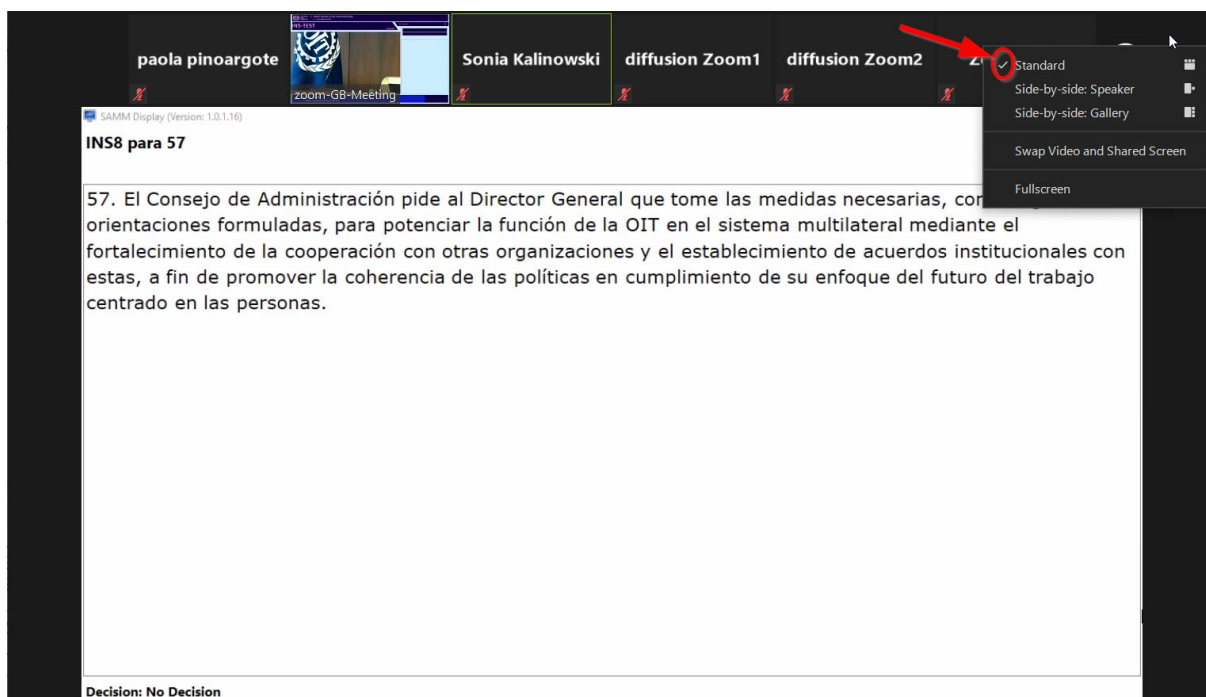 INS-TEST
paola pinoargote
zoom-GB-Meeting
Sonia Kalinowski
diffusion Zoom1
diffusion Zoom2
Standard
Side-by-side: Speaker
Side-by-side: Gallery
Swap Video and Shared Screen
Fullscreen
SAMM Display (Version: 1.0.1.16)
INS8 para 57
57. El Consejo de Administración pide al Director General que tome las medidas necesarias,
orientaciones formuladas, para potenciar la función de la OIT en el sistema multilateral mediante el
fortalecimiento de la cooperación con otras organizaciones y el establecimiento de acuerdos institucionales con
estas, a fin de promover la coherencia de las políticas en cumplimiento de su enfoque del futuro del trabajo
centrado en las personas.
Decision: No Decision